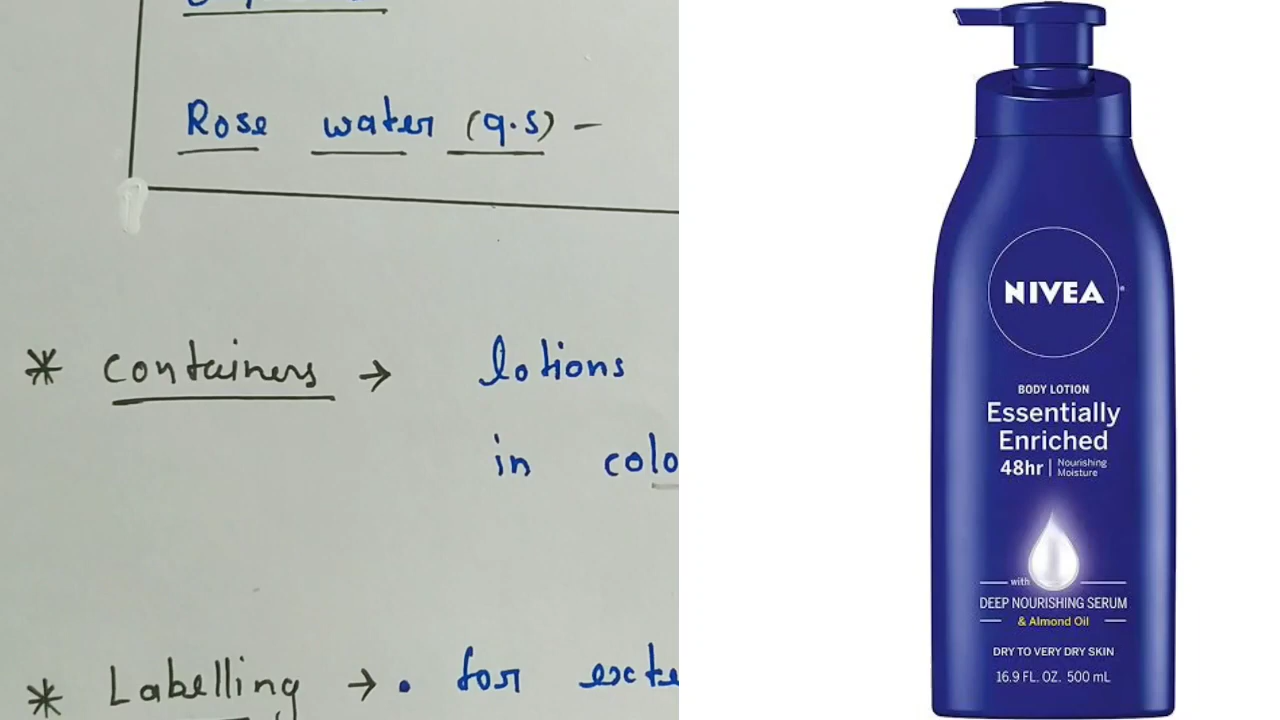 Rose water (q.s) -
* containers → lotions
in colo
* Labelling → • for exte
NIVEA
BODY LOTION
Essentially
Enriched
48hr | Nourishing
Moisture
with
DEEP NOURISHING SERUM
& Almond Oil
DRY TO VERY DRY SKIN
16.9 FL. OZ. 500 mL